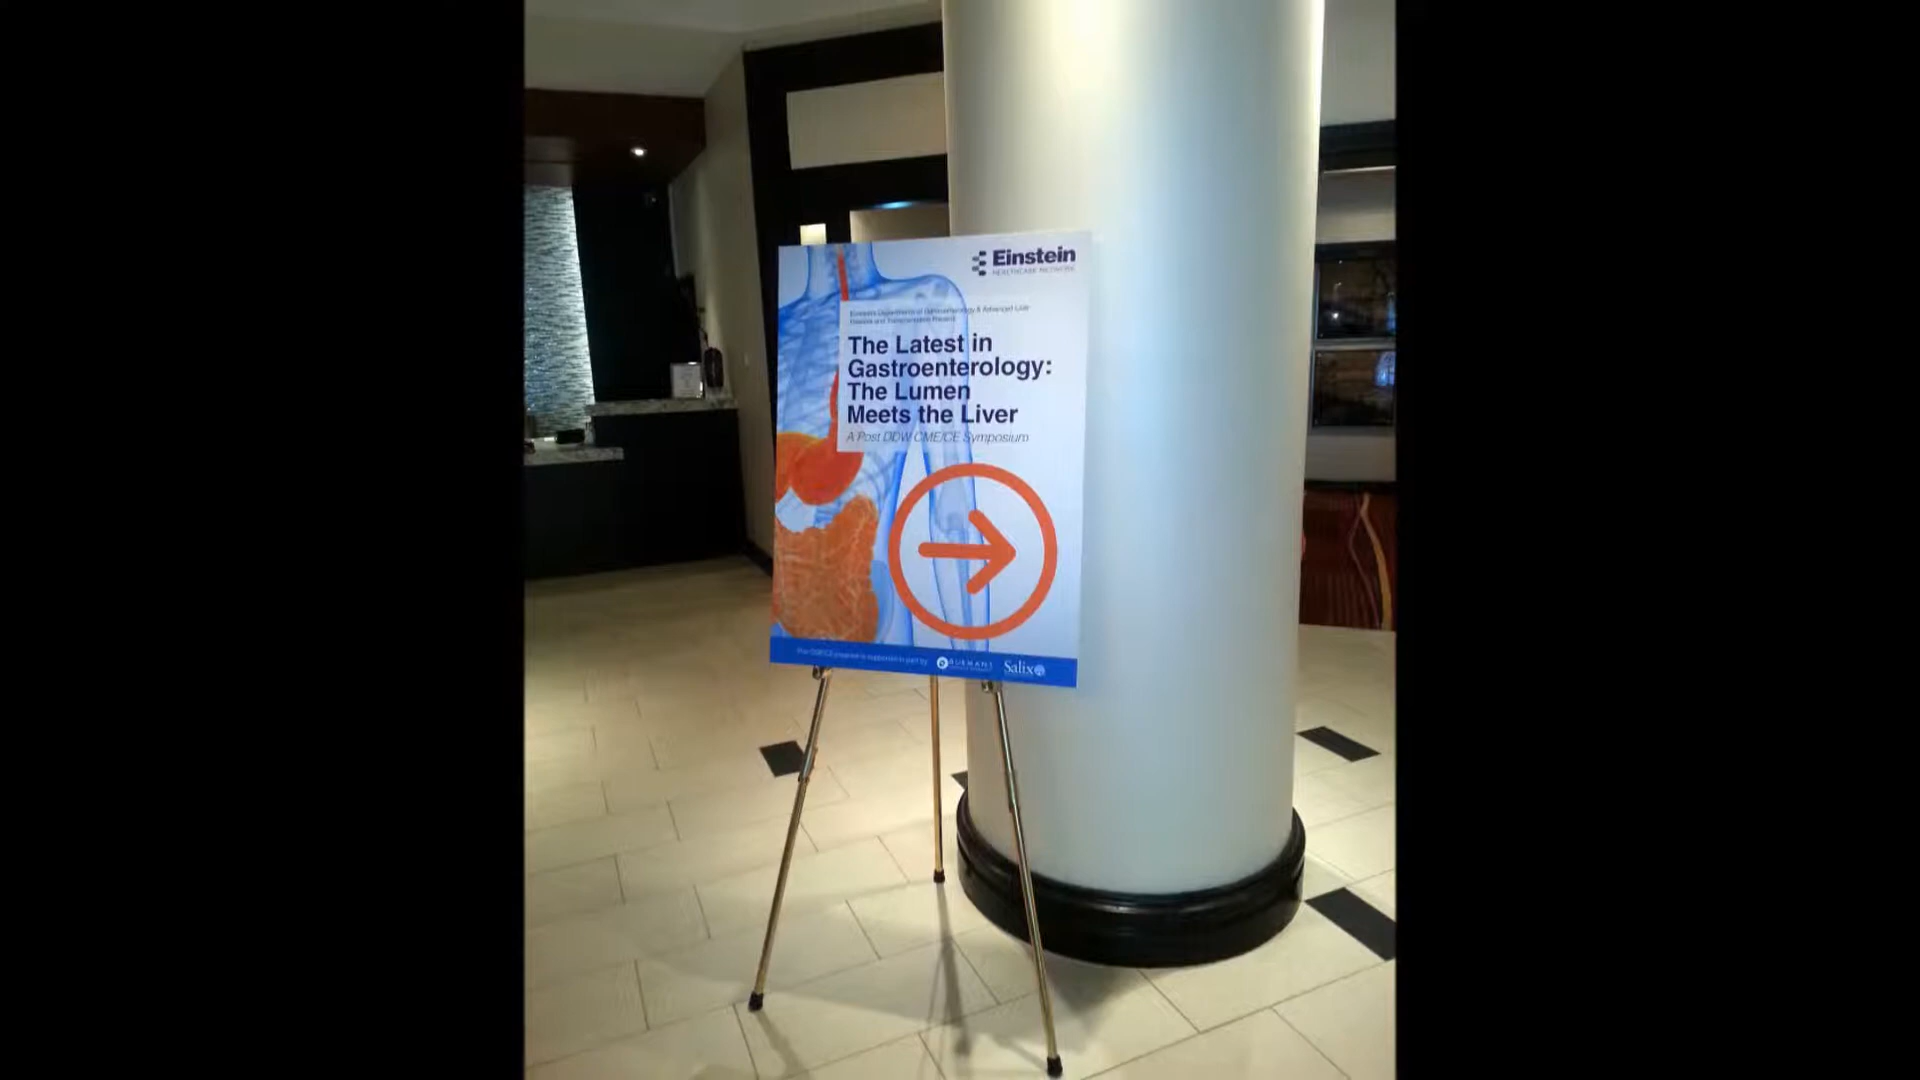 Einstein
HEALTHCARE NETWORK
Einstein's Departments of Gastroenterology & Advanced Liver
Disease and Transplantation Present
The Latest in
Gastroenterology:
The Lumen
Meets the Liver
A Post DDW CME/CE Symposium
This CME/CE program is supported in part by
Salix